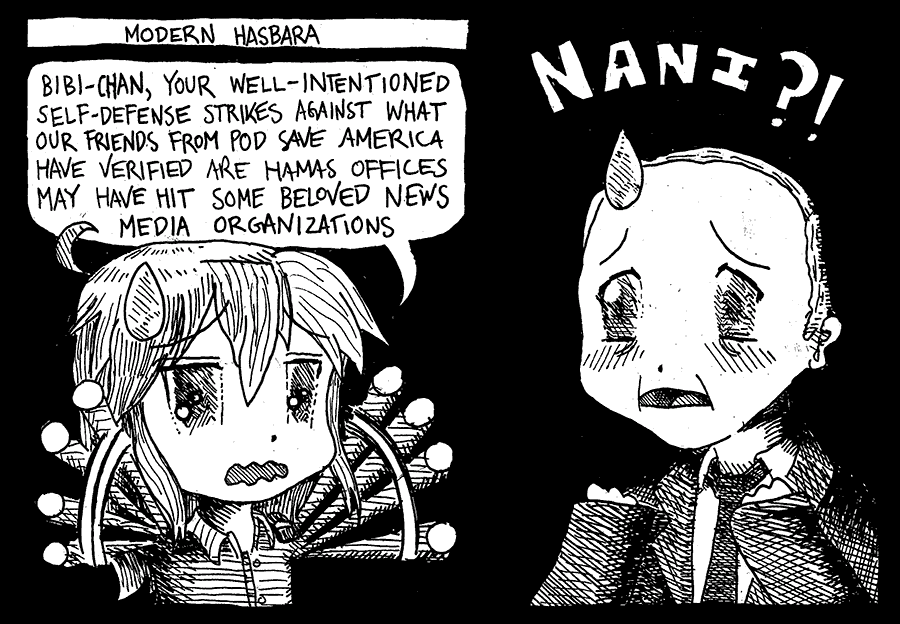 MODERN HASBARA
BIBI-CHAN, YOUR WELL-INTENTIONED
SELF-DEFENSE STRIKES AGAINST WHAT
OUR FRIENDS FROM POD SAVE AMERICA
HAVE VERIFIED ARE HAMAS OFFICES
MAY HAVE HIT SOME BELOVED NEWS
MEDIA ORGANIZATIONS
NANI?!